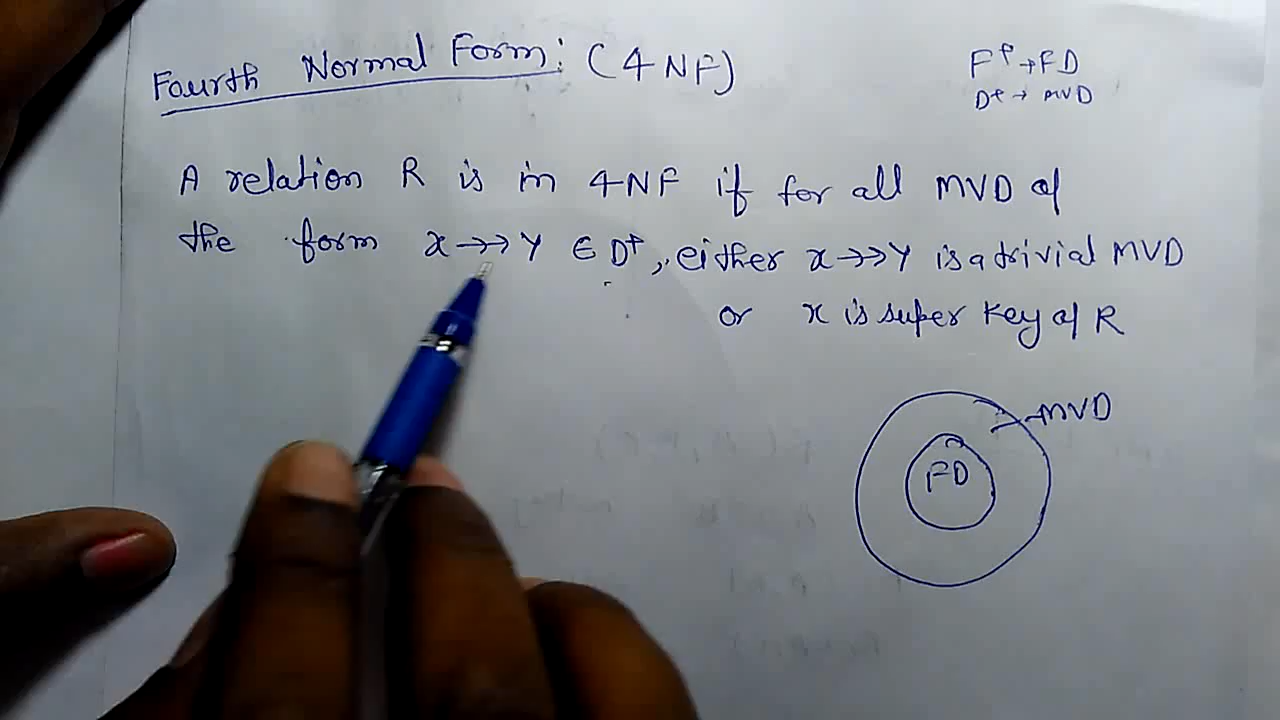 Fourth Normal Form: (4NF)
F⁺→FD
D⁺→ MVD
A relation R is in 4NF if for all MVD of
the form x→→Y ∈ D⁺, either x→→Y is a trivial MVD
or x is super key of R
MVD
FD